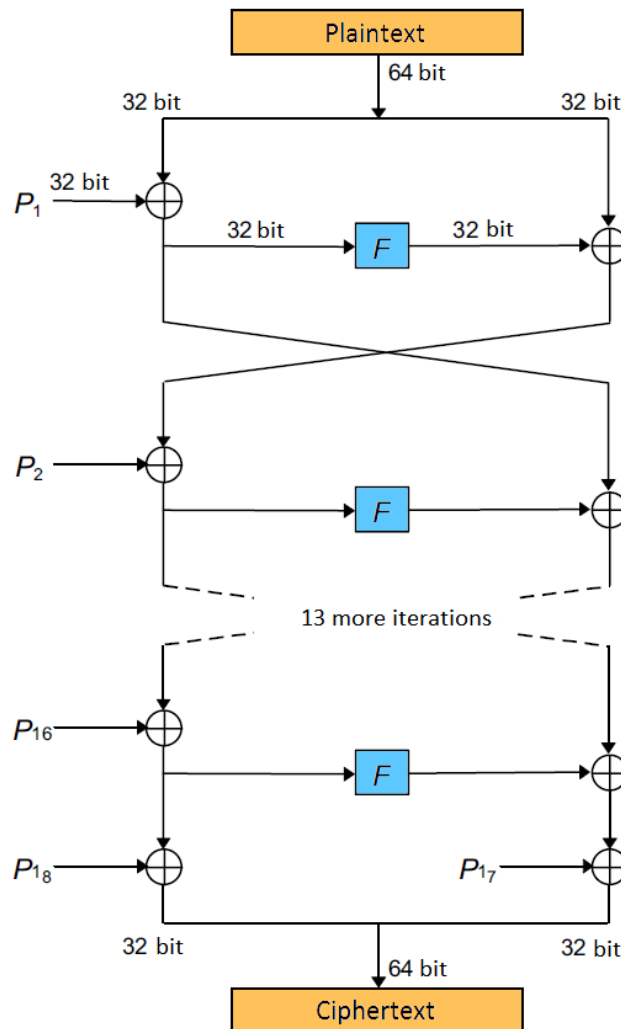 Plaintext
64 bit
32 bit
32 bit
P1
32 bit
32 bit
F
32 bit
P2
F
13 more iterations
P16
F
P18
P17
32 bit
32 bit
64 bit
Ciphertext